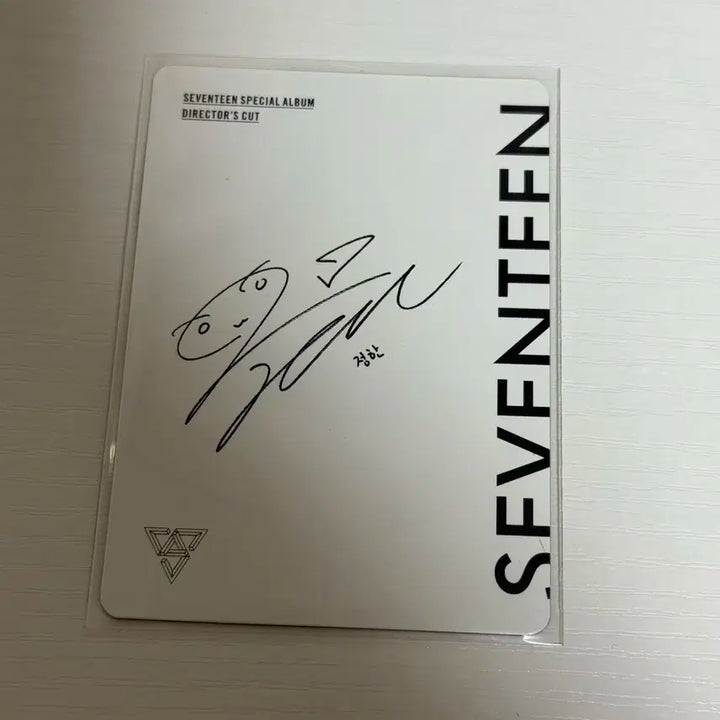 SEVENTEEN SPECIAL ALBUM
DIRECTOR'S CUT
정한
SEVENTEEN